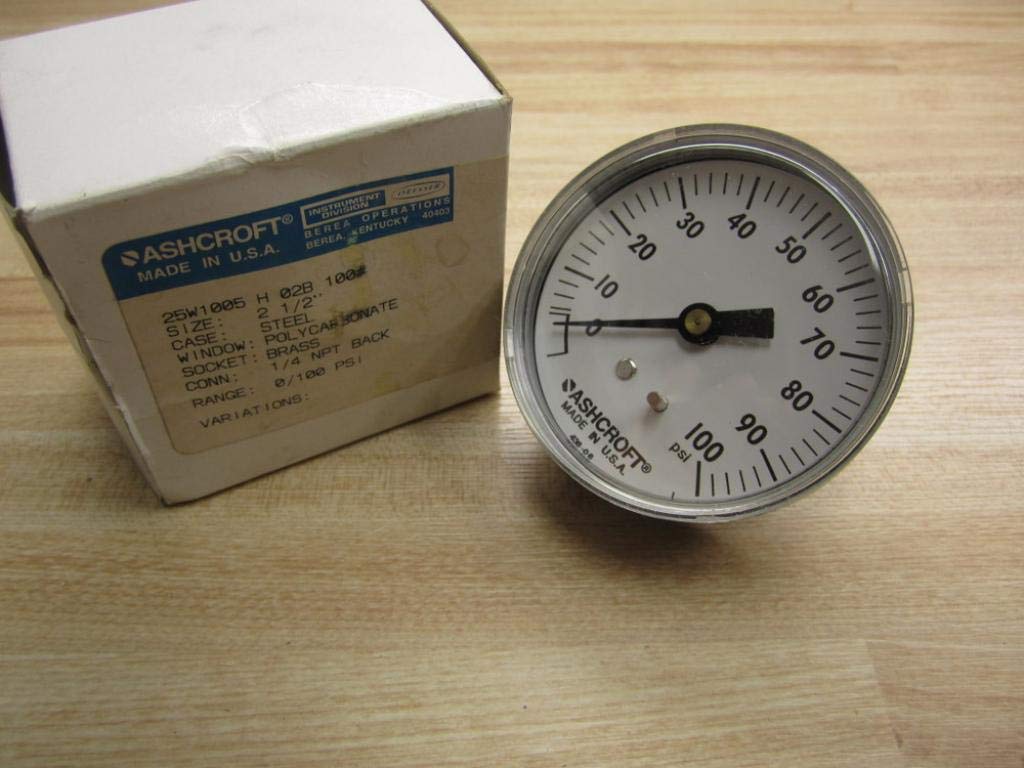 ASHCROFT®
MADE IN U.S.A.
INSTRUMENT
DIVISION
DRESSER
BEREA OPERATIONS
BEREA, KENTUCKY 40403
25W1005 H 02B 100#
SIZE: 2 1/2"
CASE: STEEL
WINDOW: POLYCARBONATE
SOCKET: BRASS
CONN: 1/4 NPT BACK
RANGE: 0/100 PSI
VARIATIONS:
0
10
20
30
40
50
60
70
80
90
100
psi
ASHCROFT®
MADE IN U.S.A.